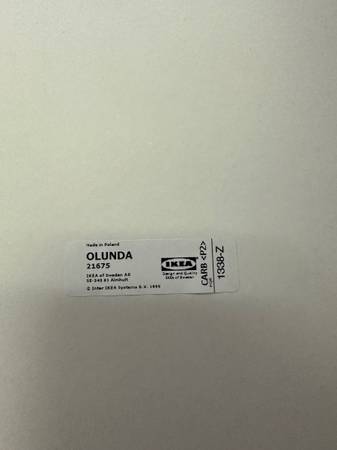 Made in Poland
OLUNDA
21675
IKEA of Sweden AB
SE-343 81 Älmhult
© Inter IKEA Systems B.V. 1999
IKEA
Design and Quality
IKEA of Sweden
CARB <P2>
1338-Z